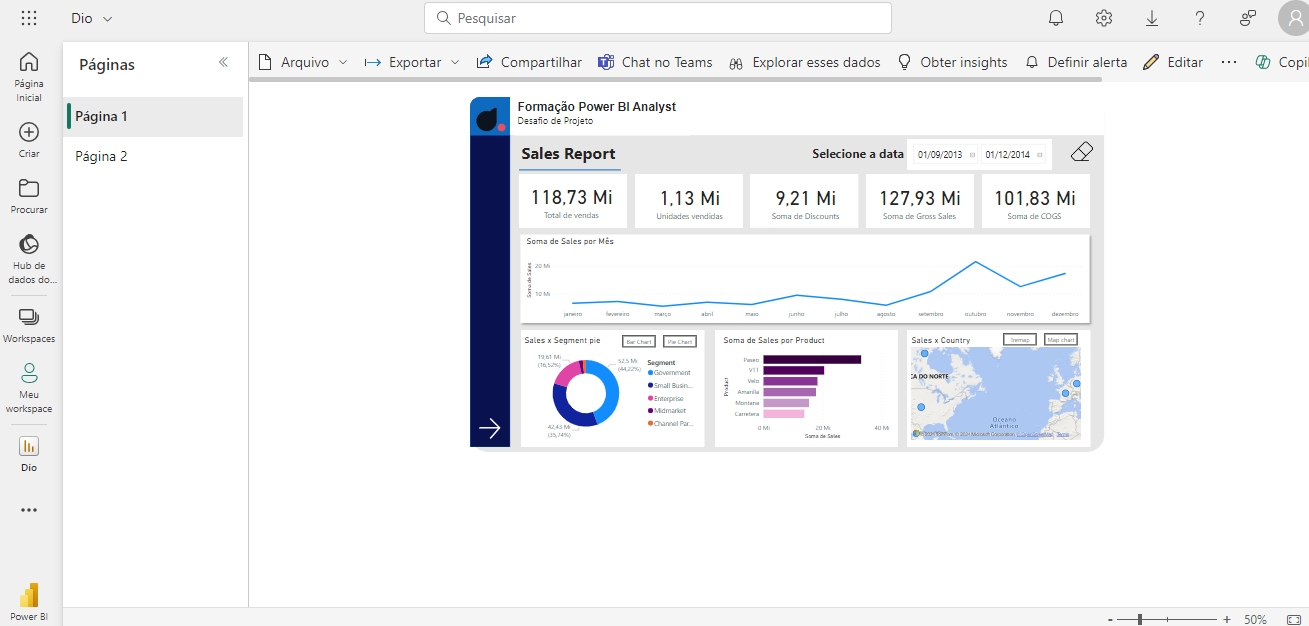 Dio
Pesquisar
Página
Inicial
Criar
Procurar
Hub de
dados do...
Workspaces
Meu
workspace
Dio
Power BI
Páginas
Página 1
Página 2
Arquivo
Exportar
Compartilhar
Chat no Teams
Explorar esses dados
Obter insights
Definir alerta
Editar
Copil
Formação Power BI Analyst
Desafio de Projeto
Sales Report
Selecione a data
01/09/2013
01/12/2014
118,73 Mi
Total de vendas
1,13 Mi
Unidades vendidas
9,21 Mi
Soma de Discounts
127,93 Mi
Soma de Gross Sales
101,83 Mi
Soma de COGS
Soma de Sales por Mês
Soma de Sales
20 Mi
10 Mi
janeiro fevereiro março abril maio junho julho agosto setembro outubro novembro dezembro
Sales x Segment pie
Bar Chart
Pie Chart
19,61 Mi
(16,52%)
52,5 Mi
(44,22%)
42,43 Mi
(35,74%)
Segment
Government
Small Busin...
Enterprise
Midmarket
Channel Par...
Soma de Sales por Product
Product
Paseo
VTT
Velo
Amarilla
Montana
Carretera
0 Mi 20 Mi 40 Mi
Soma de Sales
Sales x Country
Map chart
CA DO NORTE
Oceano
Atlântico
50%